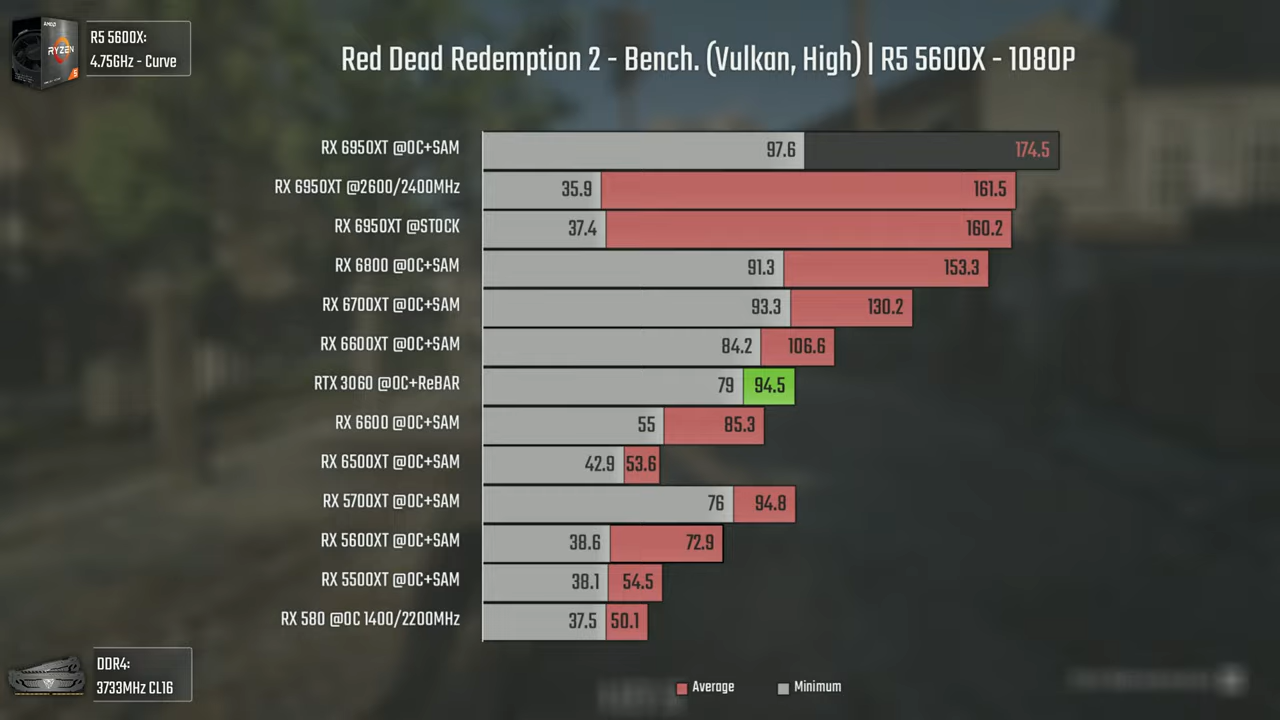 AMD
RYZEN
5
R5 5600X:
4.75GHz - Curve
Red Dead Redemption 2 - Bench. (Vulkan, High) | R5 5600X - 1080P
RX 6950XT @OC+SAM 97.6 174.5
RX 6950XT @2600/2400MHz 35.9 161.5
RX 6950XT @STOCK 37.4 160.2
RX 6800 @OC+SAM 91.3 153.3
RX 6700XT @OC+SAM 93.3 130.2
RX 6600XT @OC+SAM 84.2 106.6
RTX 3060 @OC+ReBAR 79 94.5
RX 6600 @OC+SAM 55 85.3
RX 6500XT @OC+SAM 42.9 53.6
RX 5700XT @OC+SAM 76 94.8
RX 5600XT @OC+SAM 38.6 72.9
RX 5500XT @OC+SAM 38.1 54.5
RX 580 @OC 1400/2200MHz 37.5 50.1
DDR4:
3733MHz CL16
Average Minimum